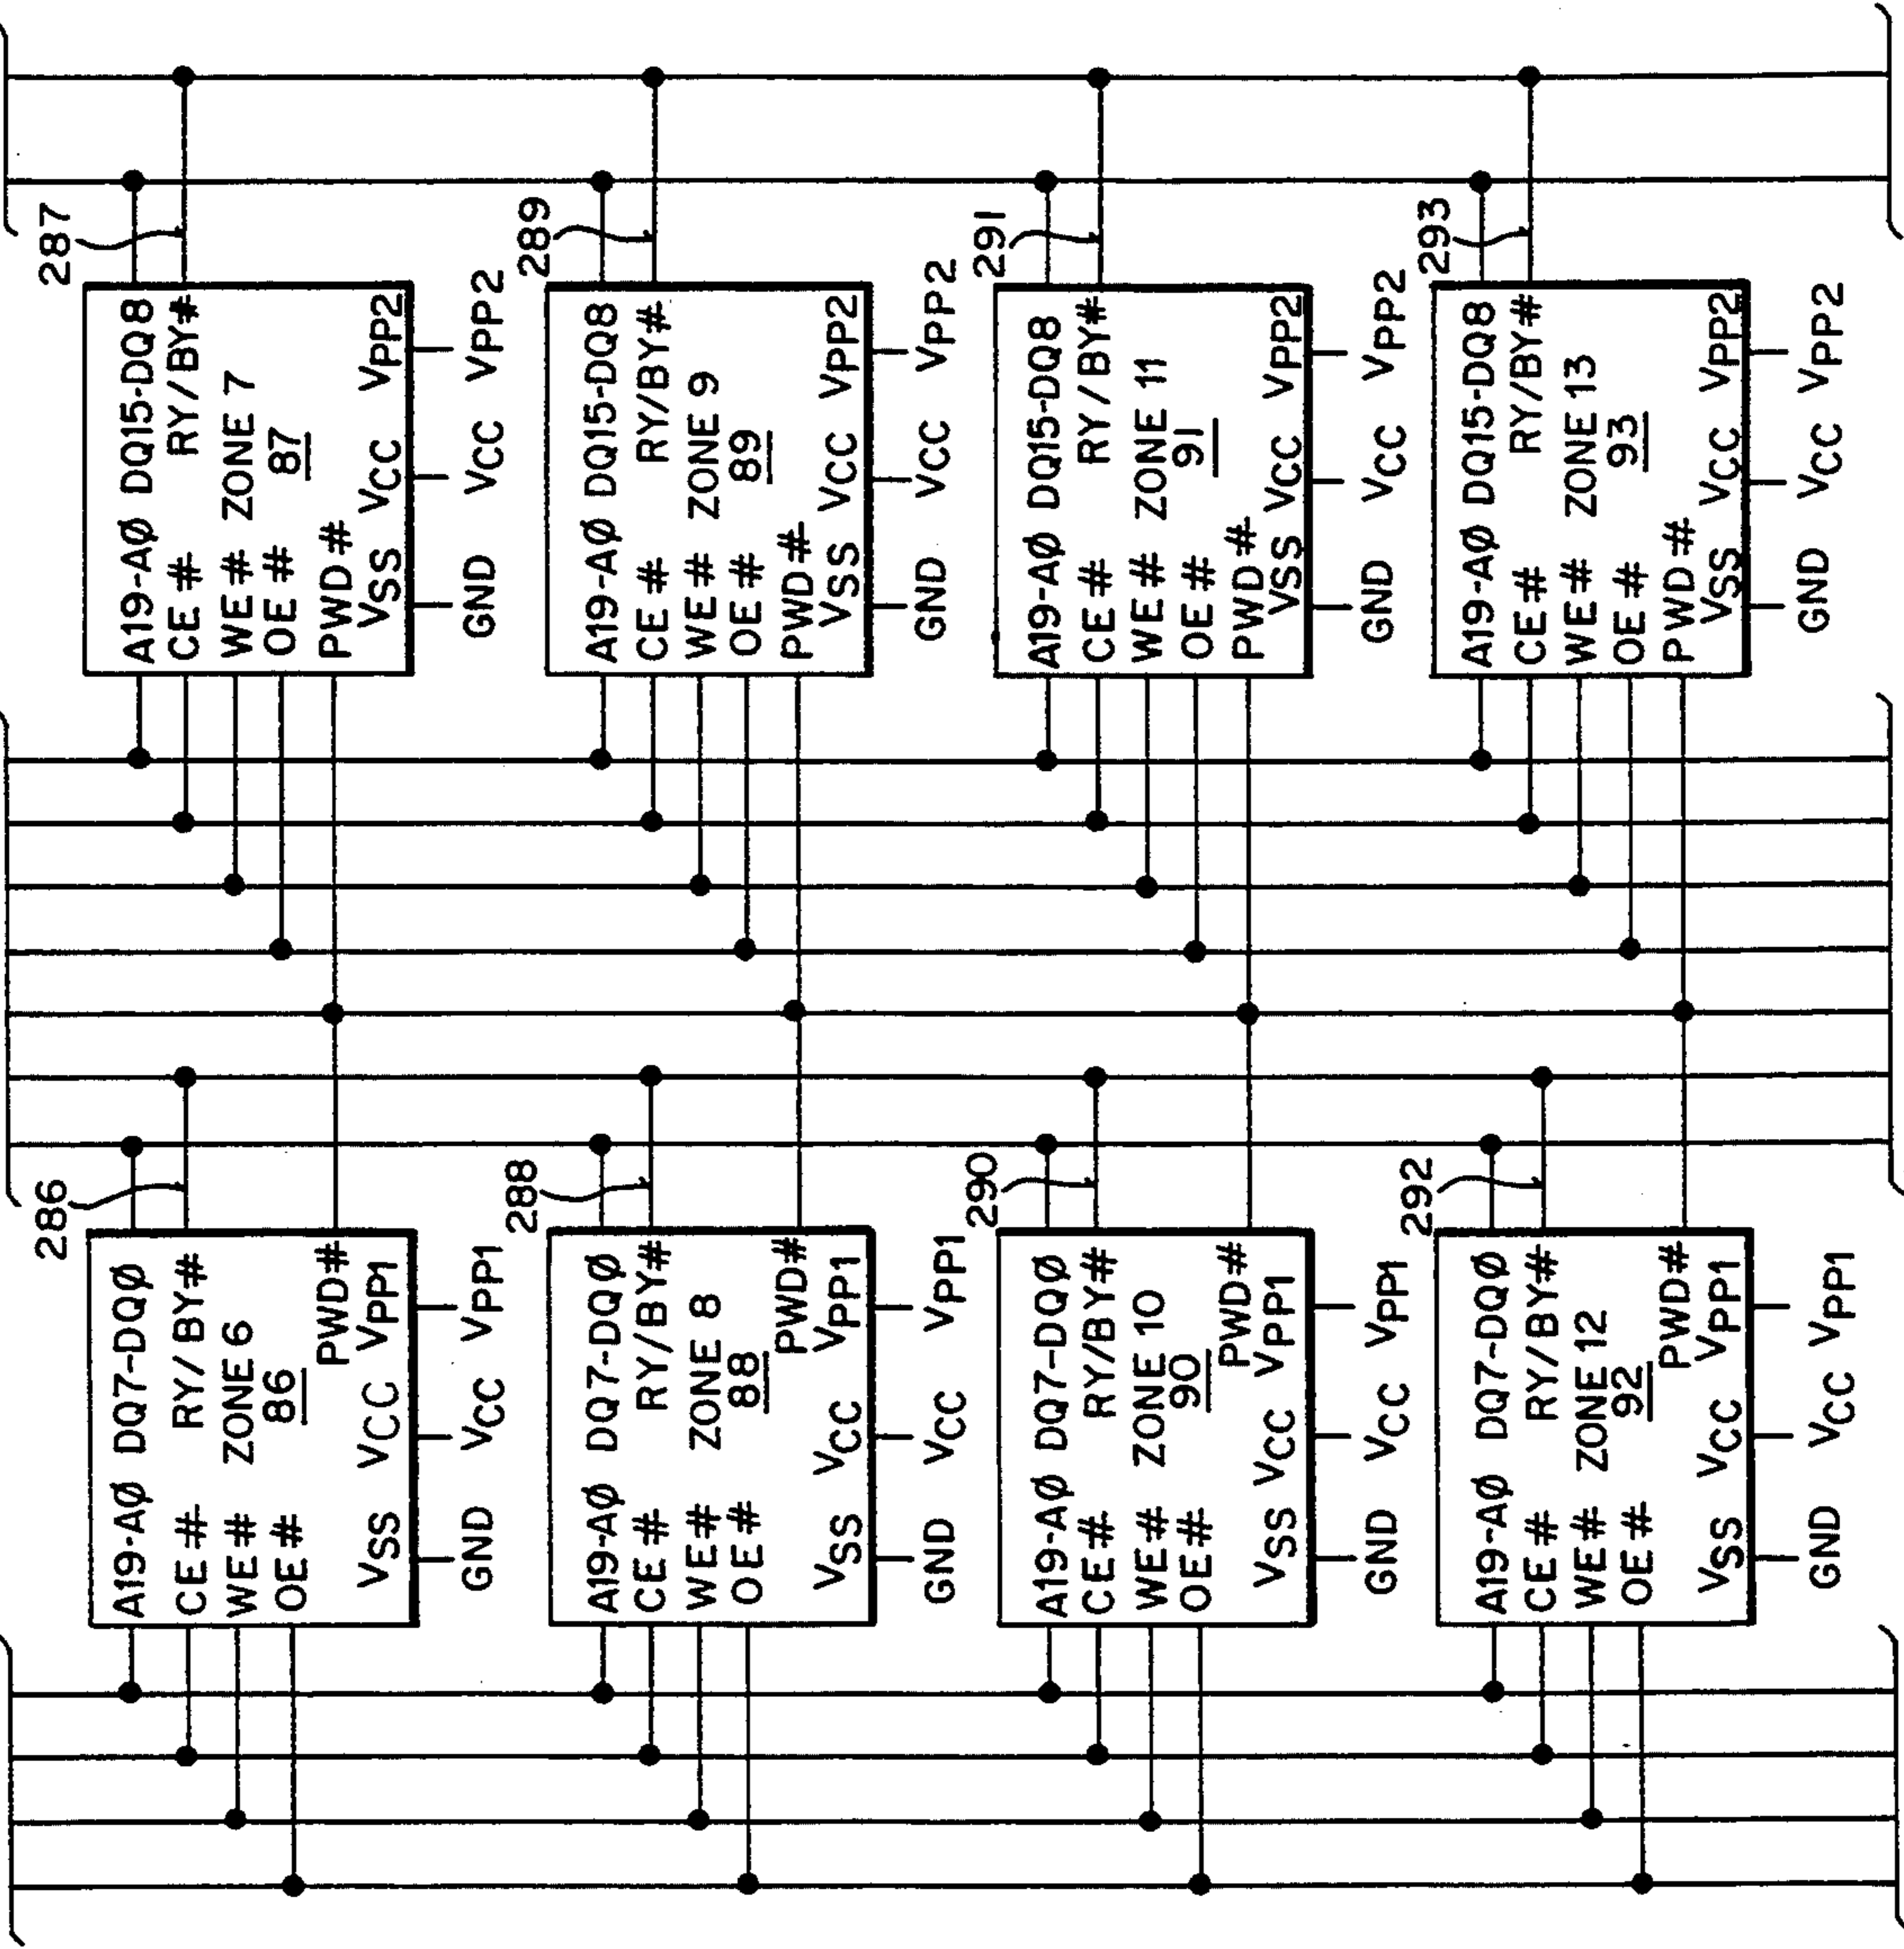 286
A19-AØ DQ7-DQØ
CE# RY/BY#
WE# ZONE 6
OE# 86
PWD#
VSS VCC VPP1
GND VCC VPP1
287
A19-AØ DQ15-DQ8
CE# RY/BY#
WE# ZONE 7
OE# 87
PWD#
VSS VCC VPP2
GND VCC VPP2
288
A19-AØ DQ7-DQØ
CE# RY/BY#
WE# ZONE 8
OE# 88
PWD#
VSS VCC VPP1
GND VCC VPP1
289
A19-AØ DQ15-DQ8
CE# RY/BY#
WE# ZONE 9
OE# 89
PWD#
VSS VCC VPP2
GND VCC VPP2
290
A19-AØ DQ7-DQØ
CE# RY/BY#
WE# ZONE 10
OE# 90
PWD#
VSS VCC VPP1
GND VCC VPP1
291
A19-AØ DQ15-DQ8
CE# RY/BY#
WE# ZONE 11
OE# 91
PWD#
VSS VCC VPP2
GND VCC VPP2
292
A19-AØ DQ7-DQØ
CE# RY/BY#
WE# ZONE 12
OE# 92
PWD#
VSS VCC VPP1
GND VCC VPP1
293
A19-AØ DQ15-DQ8
CE# RY/BY#
WE# ZONE 13
OE# 93
PWD#
VSS VCC VPP2
GND VCC VPP2